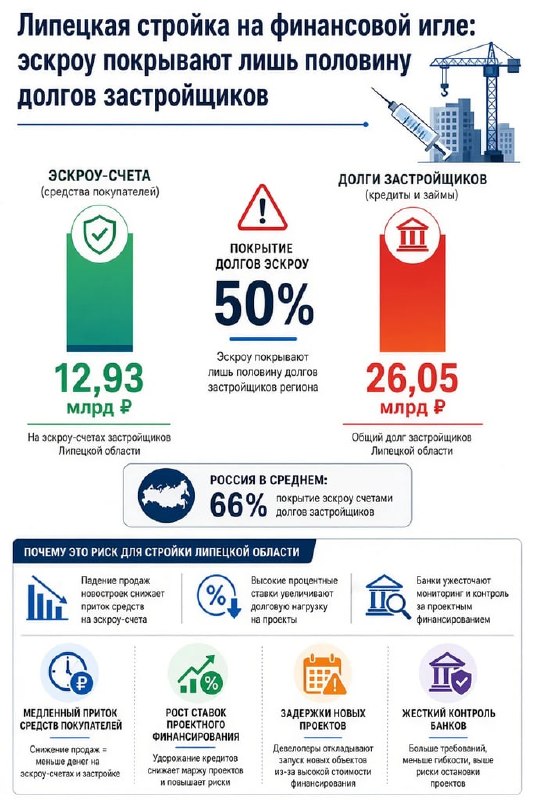 Липецкая стройка на финансовой игле:
эскроу покрывают лишь половину
долгов застройщиков
ЭСКРОУ-СЧЕТА
(средства покупателей)
12,93
млрд ₽
На эскроу-счетах застройщиков
Липецкой области
ПОКРЫТИЕ
ДОЛГОВ ЭСКРОУ
50%
Эскроу покрывают
лишь половину долгов
застройщиков региона
ДОЛГИ ЗАСТРОЙЩИКОВ
(кредиты и займы)
26,05
млрд ₽
Общий долг застройщиков
Липецкой области
РОССИЯ В СРЕДНЕМ:
66% покрытие эскроу счетами
долгов застройщиков
ПОЧЕМУ ЭТО РИСК ДЛЯ СТРОЙКИ ЛИПЕЦКОЙ ОБЛАСТИ
Падение продаж
новостроек снижает
приток средств
на эскроу-счета
%
Высокие процентные
ставки увеличивают
долговую нагрузку
на проекты
Банки ужесточают
мониторинг и контроль
за проектным
финансированием
₽
МЕДЛЕННЫЙ ПРИТОК
СРЕДСТВ ПОКУПАТЕЛЕЙ
Снижение продаж =
меньше денег на
эскроу-счетах и застройке
%
РОСТ СТАВОК
ПРОЕКТНОГО
ФИНАНСИРОВАНИЯ
Удорожание кредитов
снижает маржу проектов
и повышает риски
ЗАДЕРЖКИ НОВЫХ
ПРОЕКТОВ
Девелоперы откладывают
запуск новых объектов
из-за высокой стоимости
финансирования
ЖЕСТКИЙ КОНТРОЛЬ
БАНКОВ
Больше требований,
меньше гибкости, выше
риски остановки проектов